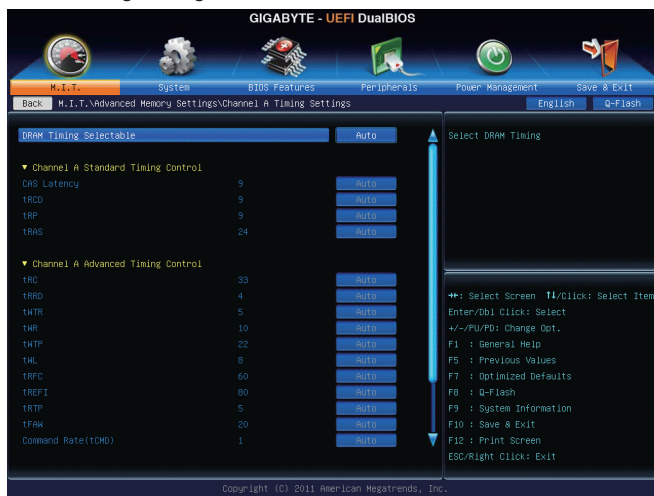 GIGABYTE - UEFI DualBIOS
M.I.T.
System
BIOS Features
Peripherals
Power Management
Save & Exit
Back M.I.T.\Advanced Memory Settings\Channel A Timing Settings
English Q-Flash
DRAM Timing Selectable Auto
▼ Channel A Standard Timing Control
CAS Latency 9 Auto
tRCD 9 Auto
tRP 9 Auto
tRAS 24 Auto
▼ Channel A Advanced Timing Control
tRC 33 Auto
tRRD 4 Auto
tWTR 5 Auto
tWR 10 Auto
tWTP 22 Auto
tWL 8 Auto
tRFC 60 Auto
tREFI 80 Auto
tRTP 5 Auto
tFAW 20 Auto
Command Rate(tCMD) 1 Auto
Select DRAM Timing
→←: Select Screen ↑↓/Click: Select Item
Enter/Dbl Click: Select
+/-/PU/PD: Change Opt.
F1 : General Help
F5 : Previous Values
F7 : Optimized Defaults
F8 : Q-Flash
F9 : System Information
F10 : Save & Exit
F12 : Print Screen
ESC/Right Click: Exit
Copyright (C) 2011 American Megatrends, Inc.